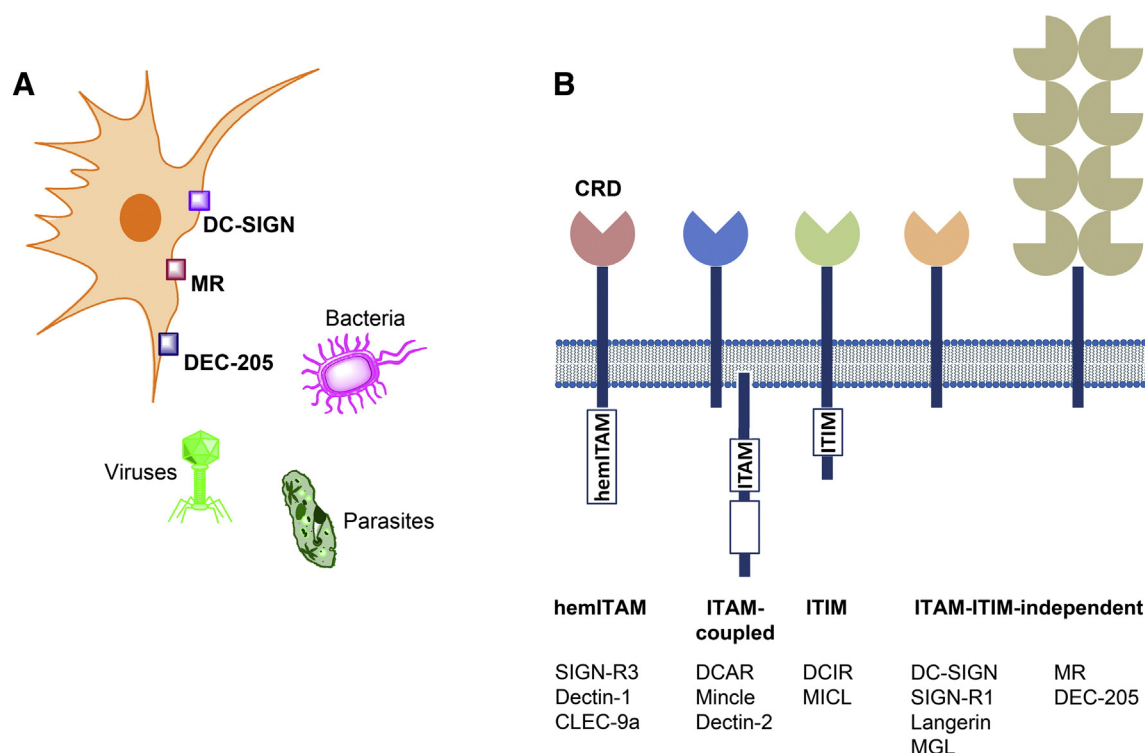 A
DC-SIGN
MR
DEC-205
Bacteria
Viruses
Parasites
B
CRD
hemITAM
ITAM
ITIM
hemITAM
ITAM-
coupled
ITIM
ITAM-ITIM-independent
SIGN-R3
Dectin-1
CLEC-9a
DCAR
Mincle
Dectin-2
DCIR
MICL
DC-SIGN
SIGN-R1
Langerin
MGL
MR
DEC-205